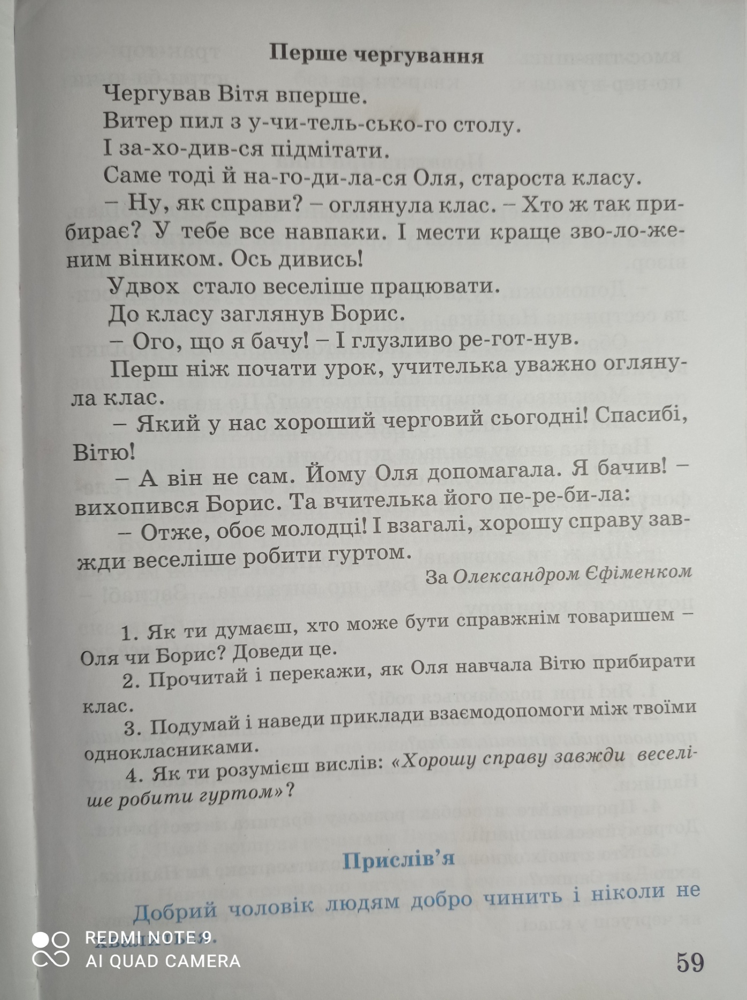 Перше чергування
Чергував Вітя вперше.
Витер пил з у-чи-тель-сько-го столу.
І за-хо-див-ся підмітати.
Саме тоді й на-го-ди-ла-ся Оля, староста класу.
– Ну, як справи? – оглянула клас. – Хто ж так при-
бирає? У тебе все навпаки. І мести краще зво-ло-же-
ним віником. Ось дивись!
Удвох стало веселіше працювати.
До класу заглянув Борис.
– Ого, що я бачу! – І глузливо ре-гот-нув.
Перш ніж почати урок, учителька уважно огляну-
ла клас.
– Який у нас хороший черговий сьогодні! Спасибі,
Вітю!
– А він не сам. Йому Оля допомагала. Я бачив! –
вихопився Борис. Та вчителька його пе-ре-би-ла:
– Отже, обоє молодці! І взагалі, хорошу справу зав-
жди веселіше робити гуртом.
За Олександром Єфіменком
1. Як ти думаєш, хто може бути справжнім товаришем –
Оля чи Борис? Доведи це.
2. Прочитай і перекажи, як Оля навчала Вітю прибирати
клас.
3. Подумай і наведи приклади взаємодопомоги між твоїми
однокласниками.
4. Як ти розумієш вислів: «Хорошу справу завжди веселі-
ше робити гуртом»?
Прислів’я
Добрий чоловік людям добро чинить і ніколи не
хвалиться.
REDMI NOTE 9
AI QUAD CAMERA
59